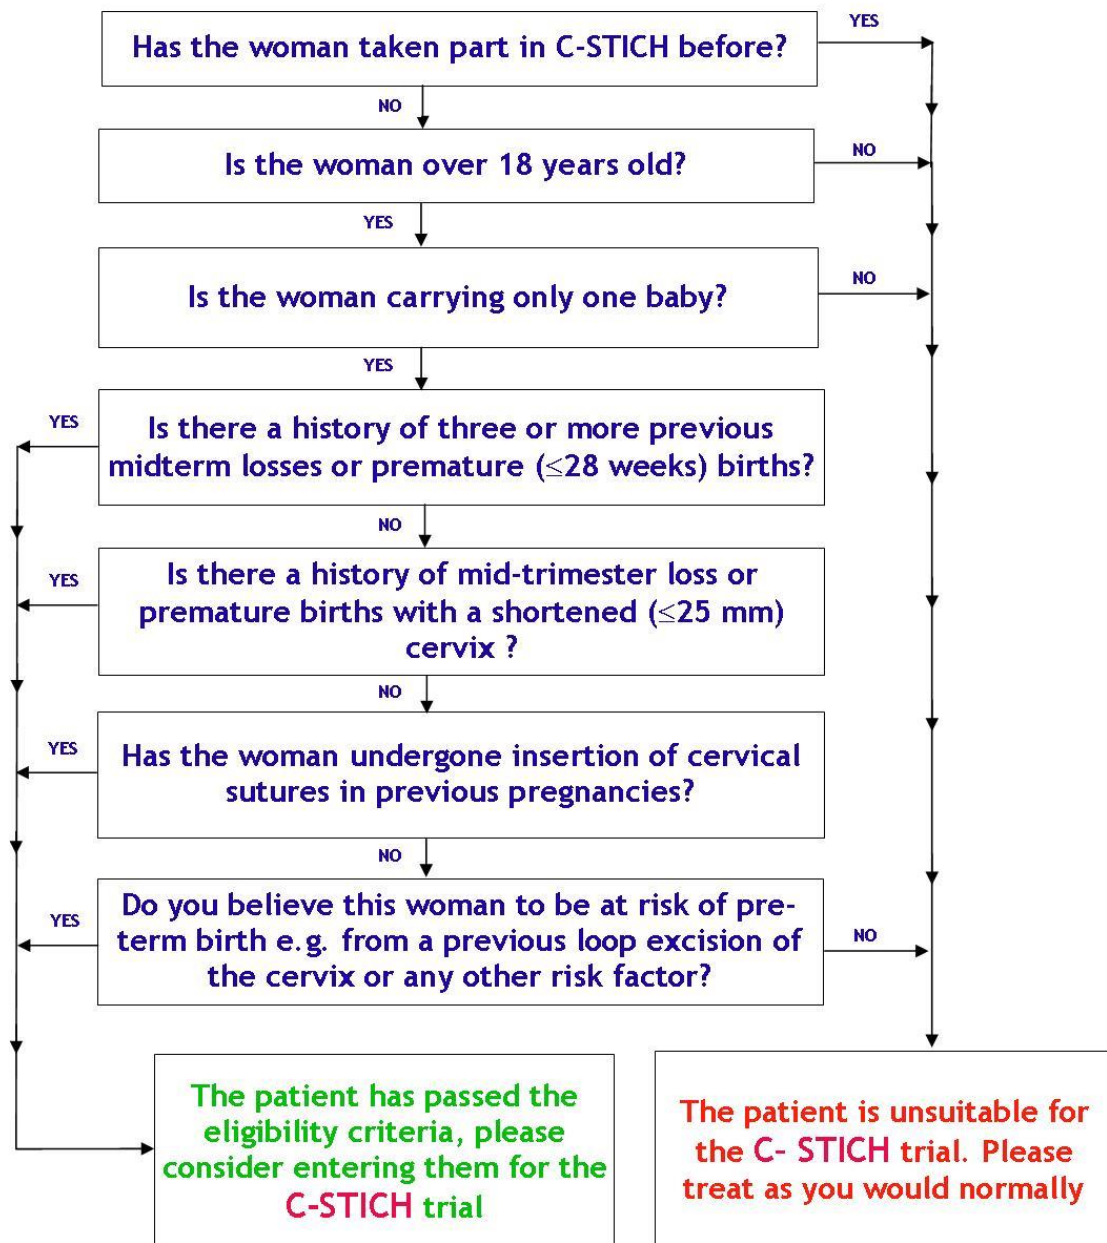 YES
Has the woman taken part in C-STICH before?
NO
Is the woman over 18 years old?
NO
YES
Is the woman carrying only one baby?
NO
YES
YES
Is there a history of three or more previous
midterm losses or premature (≤28 weeks) births?
NO
YES
Is there a history of mid-trimester loss or
premature births with a shortened (≤25 mm)
cervix ?
NO
YES
Has the woman undergone insertion of cervical
sutures in previous pregnancies?
NO
YES
Do you believe this woman to be at risk of pre-
term birth e.g. from a previous loop excision of
the cervix or any other risk factor?
NO
The patient has passed the
eligibility criteria, please
consider entering them for the
C-STICH trial
The patient is unsuitable for
the C- STICH trial. Please
treat as you would normally